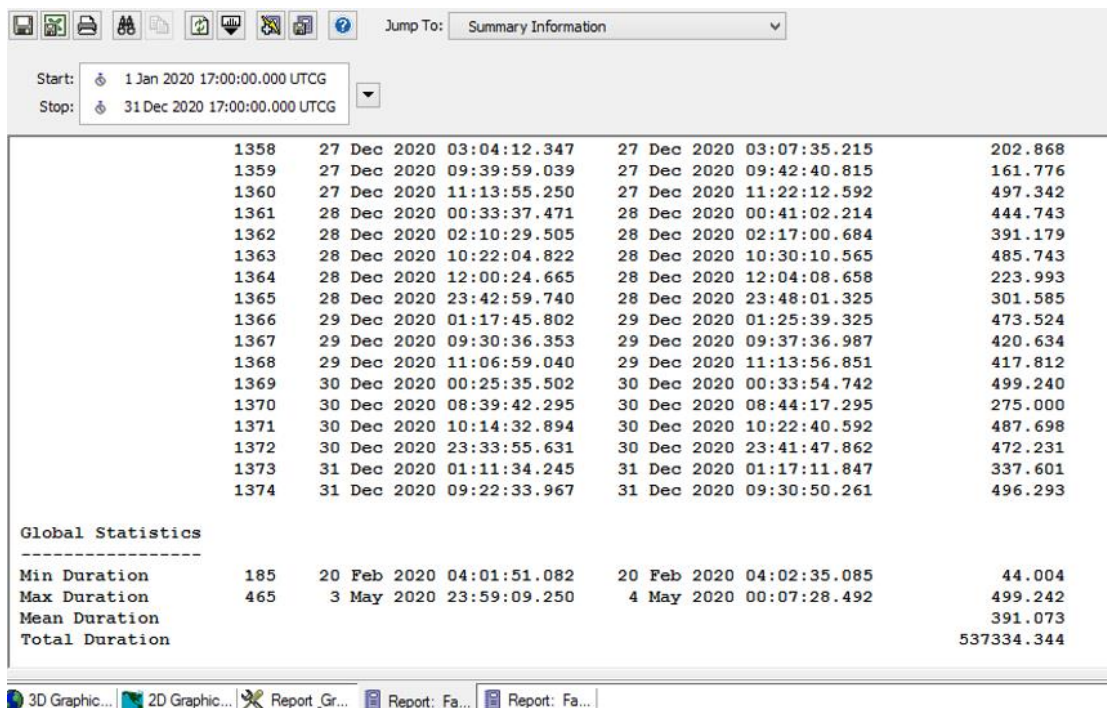 Jump To: Summary Information
Start: 1 Jan 2020 17:00:00.000 UTCG
Stop: 31 Dec 2020 17:00:00.000 UTCG
1358 27 Dec 2020 03:04:12.347 27 Dec 2020 03:07:35.215 202.868
1359 27 Dec 2020 09:39:59.039 27 Dec 2020 09:42:40.815 161.776
1360 27 Dec 2020 11:13:55.250 27 Dec 2020 11:22:12.592 497.342
1361 28 Dec 2020 00:33:37.471 28 Dec 2020 00:41:02.214 444.743
1362 28 Dec 2020 02:10:29.505 28 Dec 2020 02:17:00.684 391.179
1363 28 Dec 2020 10:22:04.822 28 Dec 2020 10:30:10.565 485.743
1364 28 Dec 2020 12:00:24.665 28 Dec 2020 12:04:08.658 223.993
1365 28 Dec 2020 23:42:59.740 28 Dec 2020 23:48:01.325 301.585
1366 29 Dec 2020 01:17:45.802 29 Dec 2020 01:25:39.325 473.524
1367 29 Dec 2020 09:30:36.353 29 Dec 2020 09:37:36.987 420.634
1368 29 Dec 2020 11:06:59.040 29 Dec 2020 11:13:56.851 417.812
1369 30 Dec 2020 00:25:35.502 30 Dec 2020 00:33:54.742 499.240
1370 30 Dec 2020 08:39:42.295 30 Dec 2020 08:44:17.295 275.000
1371 30 Dec 2020 10:14:32.894 30 Dec 2020 10:22:40.592 487.698
1372 30 Dec 2020 23:33:55.631 30 Dec 2020 23:41:47.862 472.231
1373 31 Dec 2020 01:11:34.245 31 Dec 2020 01:17:11.847 337.601
1374 31 Dec 2020 09:22:33.967 31 Dec 2020 09:30:50.261 496.293
Global Statistics
-----------------
Min Duration 185 20 Feb 2020 04:01:51.082 20 Feb 2020 04:02:35.085 44.004
Max Duration 465 3 May 2020 23:59:09.250 4 May 2020 00:07:28.492 499.242
Mean Duration 391.073
Total Duration 537334.344
3D Graphic... 2D Graphic... Report_Gr... Report: Fa... Report: Fa...